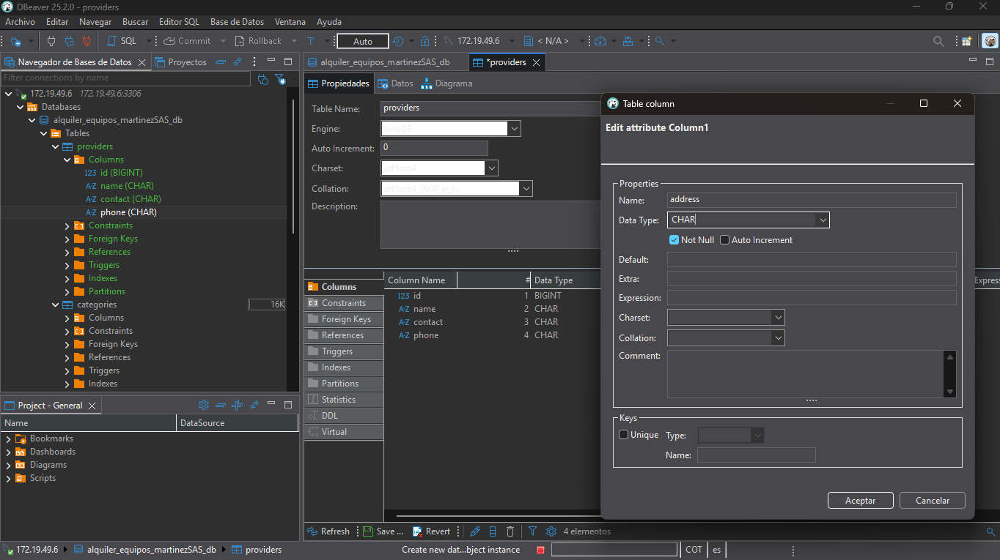 DBeaver 25.2.0 - providers
Archivo Editar Navegar Buscar Editor SQL Base de Datos Ventana Ayuda
SQL Commit Rollback T Auto 172.19.49.6 < N/A >
Navegador de Bases de Datos Proyectos
Filter connections by name
172.19.49.6 172.19.49.6:3306
Databases
alquiler_equipos_martinezSAS_db
Tables
providers
Columns
123 id (BIGINT)
A-Z name (CHAR)
A-Z contact (CHAR)
A-Z phone (CHAR)
Constraints
Foreign Keys
References
Triggers
Indexes
Partitions
categories 16K
Columns
Constraints
Foreign Keys
References
Triggers
Indexes
Project - General
Name DataSource
Bookmarks
Dashboards
Diagrams
Scripts
alquiler_equipos_martinezSAS_db *providers
Propiedades Datos Diagrama
Table Name: providers
Engine: InnoDB
Auto Increment: 0
Charset: utf8mb4
Collation: utf8mb4_0900_ai_ci
Description:
Columns
Constraints
Foreign Keys
References
Triggers
Indexes
Partitions
Statistics
DDL
Virtual
Column Name # Data Type Express
123 id 1 BIGINT
A-Z name 2 CHAR
A-Z contact 3 CHAR
A-Z phone 4 CHAR
Refresh Save ... Revert 4 elementos
Table column
Edit attribute Column1
Properties
Name: address
Data Type: CHAR
Not Null Auto Increment
Default:
Extra:
Expression:
Charset:
Collation:
Comment:
Keys
Unique Type:
Name:
Aceptar Cancelar
172.19.49.6 alquiler_equipos_martinezSAS_db providers Create new dat...bject instance COT es